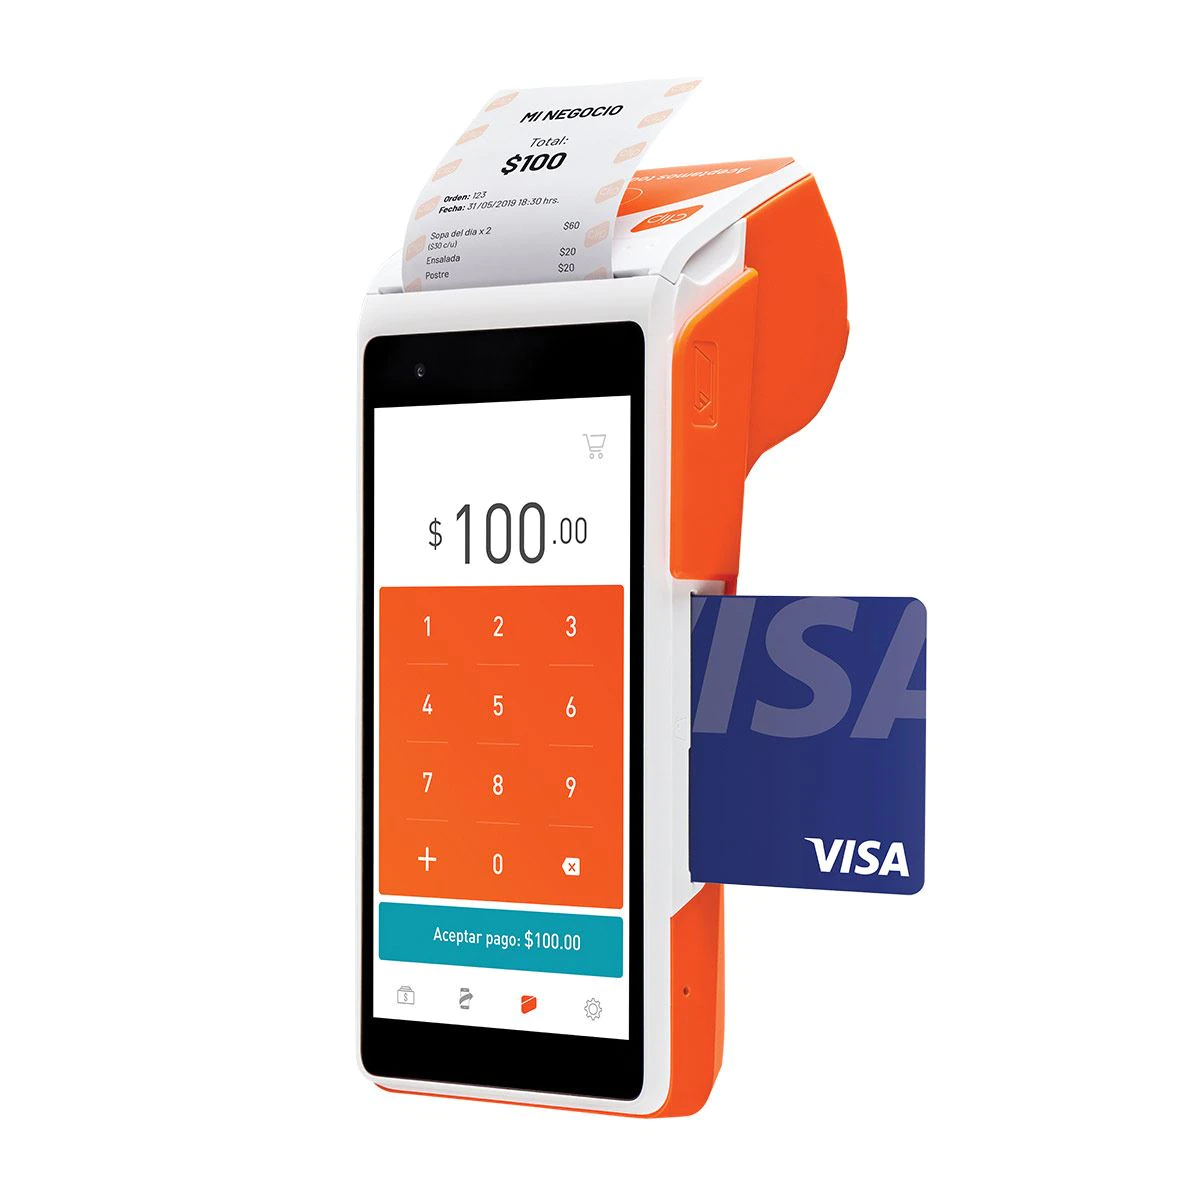 MI NEGOCIO
Total:
$100
Orden: 123
Fecha: 31/05/2019 18:30 hrs.
Sopa del día x 2 $60
($30 c/u)
Ensalada $20
Postre $20
Aceptamos
clip
$100.00
1 2 3
4 5 6
7 8 9
+ 0
Aceptar pago: $100.00
VISA
VISA